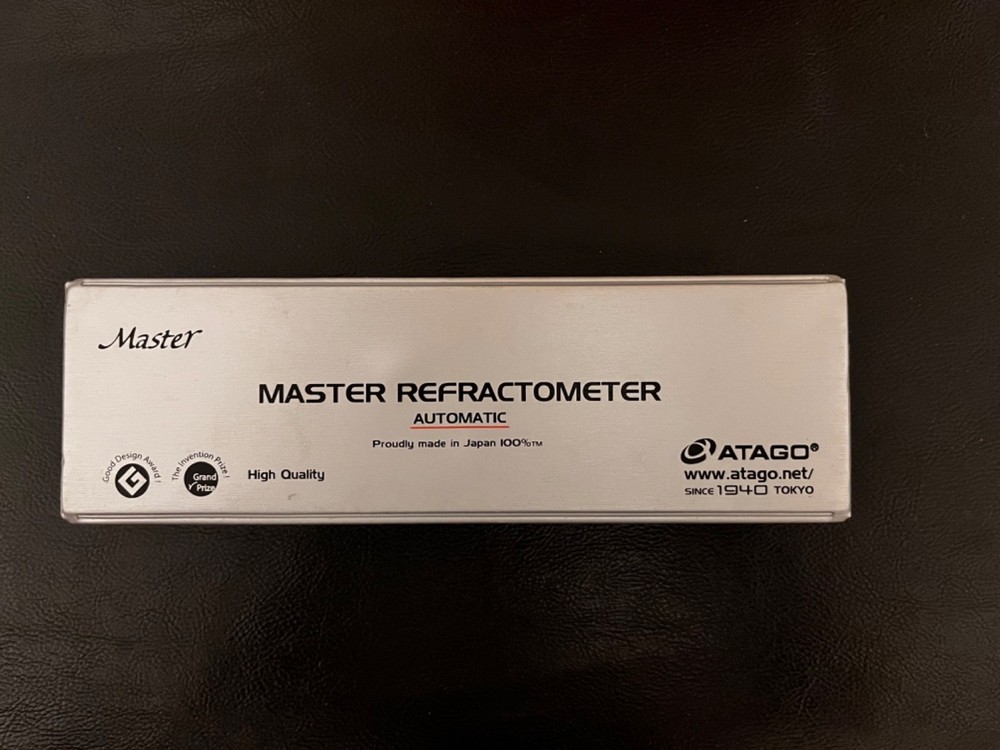 Master
MASTER REFRACTOMETER
AUTOMATIC
Proudly made in Japan 100%™
Good Design Award!
The Invention Prize!
Grand
Prize
High Quality
ATAGO®
www.atago.net/
SINCE 1940 TOKYO